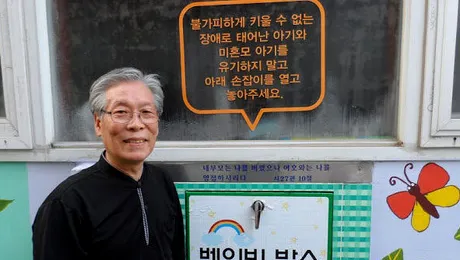 불가피하게 키울 수 없는
장애로 태어난 아기와
미혼모 아기를
유기하지 말고
아래 손잡이를 열고
놓아주세요.
내 부모는 나를 버렸으나 여호와는 나를
영접하시리다 시27편 10절
베이비 박스